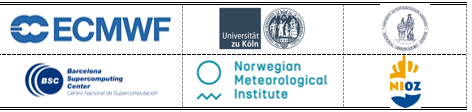 ECMWF
Universität
zu Köln
BSC
Barcelona
Supercomputing
Center
Centro Nacional de Supercomputación
Norwegian
Meteorological
Institute
NIOZ